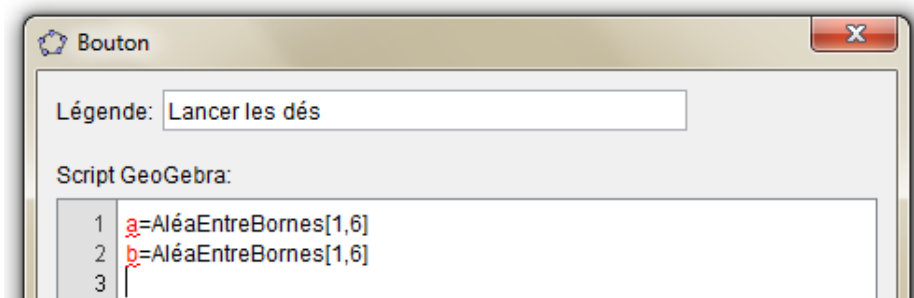 Bouton
Légende: Lancer les dés
Script GeoGebra:
1 a=AléaEntreBornes[1,6]
2 b=AléaEntreBornes[1,6]
3